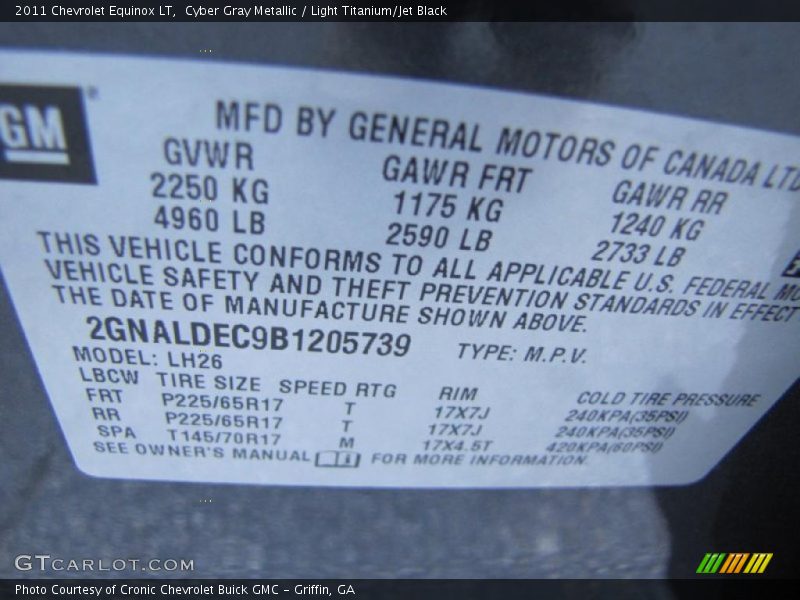 2011 Chevrolet Equinox LT,  Cyber Gray Metallic / Light Titanium/Jet Black
GM
MFD BY GENERAL MOTORS OF CANADA LTD
GVWR GAWR FRT GAWR RR
2250 KG 1175 KG 1240 KG
4960 LB 2590 LB 2733 LB
THIS VEHICLE CONFORMS TO ALL APPLICABLE U.S. FEDERAL
VEHICLE SAFETY AND THEFT PREVENTION STANDARDS IN EFFECT
THE DATE OF MANUFACTURE SHOWN ABOVE.
2GNALDEC9B1205739 TYPE: M.P.V.
MODEL: LH26
LBCW TIRE SIZE SPEED RTG RIM COLD TIRE PRESSURE
FRT P225/65R17 T 17X7J 240KPA(35PSI)
RR P225/65R17 T 17X7J 240KPA(35PSI)
SPA T145/70R17 M 17X4.5T 420KPA(60PSI)
SEE OWNER'S MANUAL FOR MORE INFORMATION.
GTCARLOT.COM
Photo Courtesy of Cronic Chevrolet Buick GMC – Griffin, GA